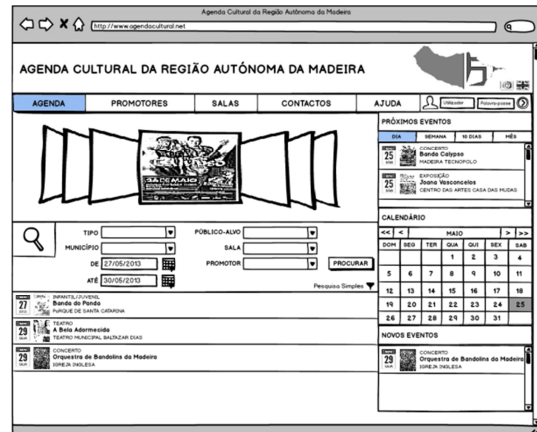 Agenda Cultural da Região Autónoma da Madeira
http://www.agendacultural.net
AGENDA CULTURAL DA REGIÃO AUTÓNOMA DA MADEIRA
AGENDA PROMOTORES SALAS CONTACTOS AJUDA Utilizador Palavra-passe
25 DE MAIO
TIPO PÚBLICO-ALVO
MUNICÍPIO SALA
DE 27/05/2013 PROMOTOR PROCURAR
ATÉ 30/05/2013
Pesquisa Simples
27
INFANTIL/JUVENIL
Banda do Panda
PARQUE DE SANTA CATARINA
29
TEATRO
A Bela Adormecida
TEATRO MUNICIPAL BALTAZAR DIAS
29
CONCERTO
Orquestra de Bandolins da Madeira
IGREJA INGLESA
PRÓXIMOS EVENTOS
DIA SEMANA 10 DIAS MÊS
25
CONCERTO
Banda Calypso
MADEIRA TECNOPOLO
25
EXPOSIÇÃO
Joana Vasconcelos
CENTRO DAS ARTES CASA DAS MUDAS
CALENDÁRIO
<< < MAIO > >>
DOM SEG TER QUA QUI SEX SAB
1 2 3 4
5 6 7 8 9 10 11
12 13 14 15 16 17 18
19 20 21 22 23 24 25
26 27 28 29 30 31
NOVOS EVENTOS
29
CONCERTO
Orquestra de Bandolins da Madeira
IGREJA INGLESA